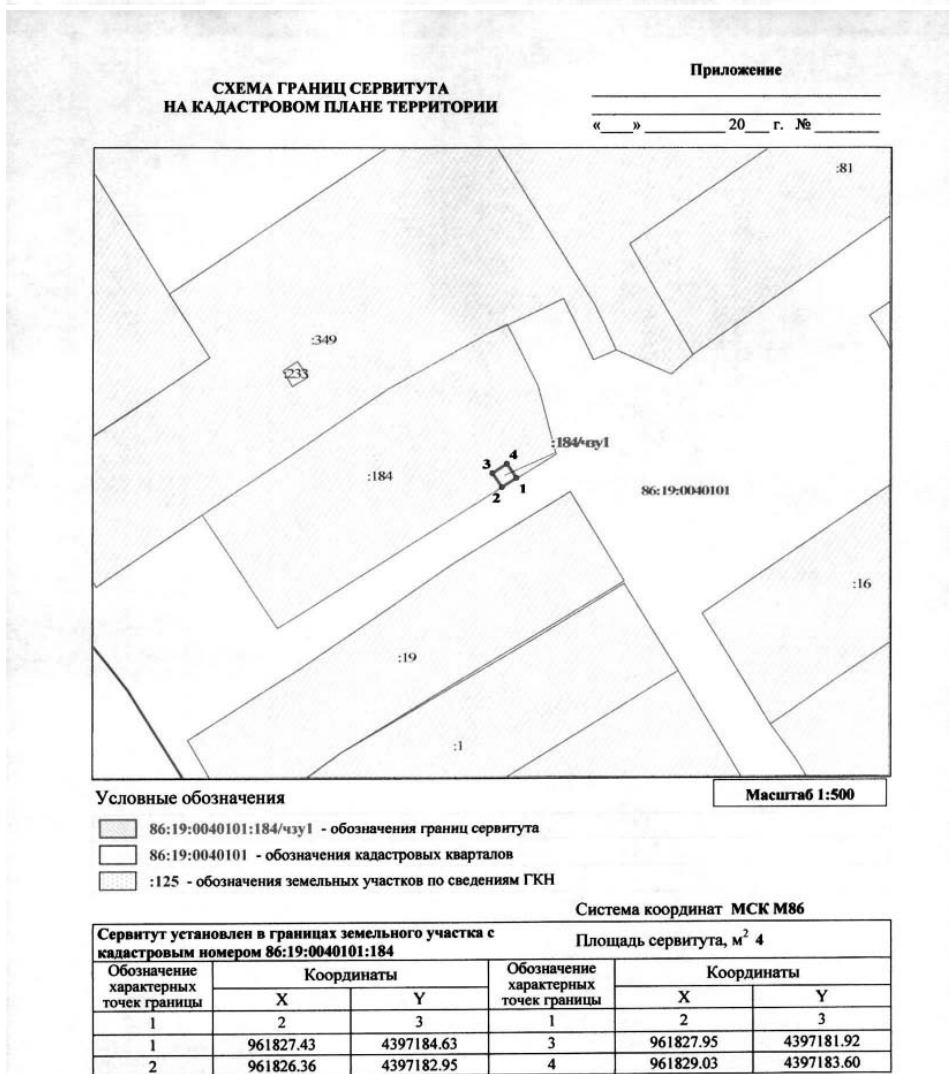 Приложение
СХЕМА ГРАНИЦ СЕРВИТУТА
НА КАДАСТРОВОМ ПЛАНЕ ТЕРРИТОРИИ
«____» __________ 20___ г. № ________
:81
:349
:233
:184/чзу1
3 4
:184
2 1
86:19:0040101
:16
:19
:1
Условные обозначения
Масштаб 1:500
86:19:0040101:184/чзу1 - обозначения границ сервитута
86:19:0040101 - обозначения кадастровых кварталов
:125 - обозначения земельных участков по сведениям ГКН
Система координат МСК М86
Сервитут установлен в границах земельного участка с
кадастровым номером 86:19:0040101:184
Площадь сервитута, м² 4
Обозначение
характерных
точек границы
Координаты
Обозначение
характерных
точек границы
Координаты
X Y X Y
1 2 3 1 2 3
1 961827.43 4397184.63 3 961827.95 4397181.92
2 961826.36 4397182.95 4 961829.03 4397183.60